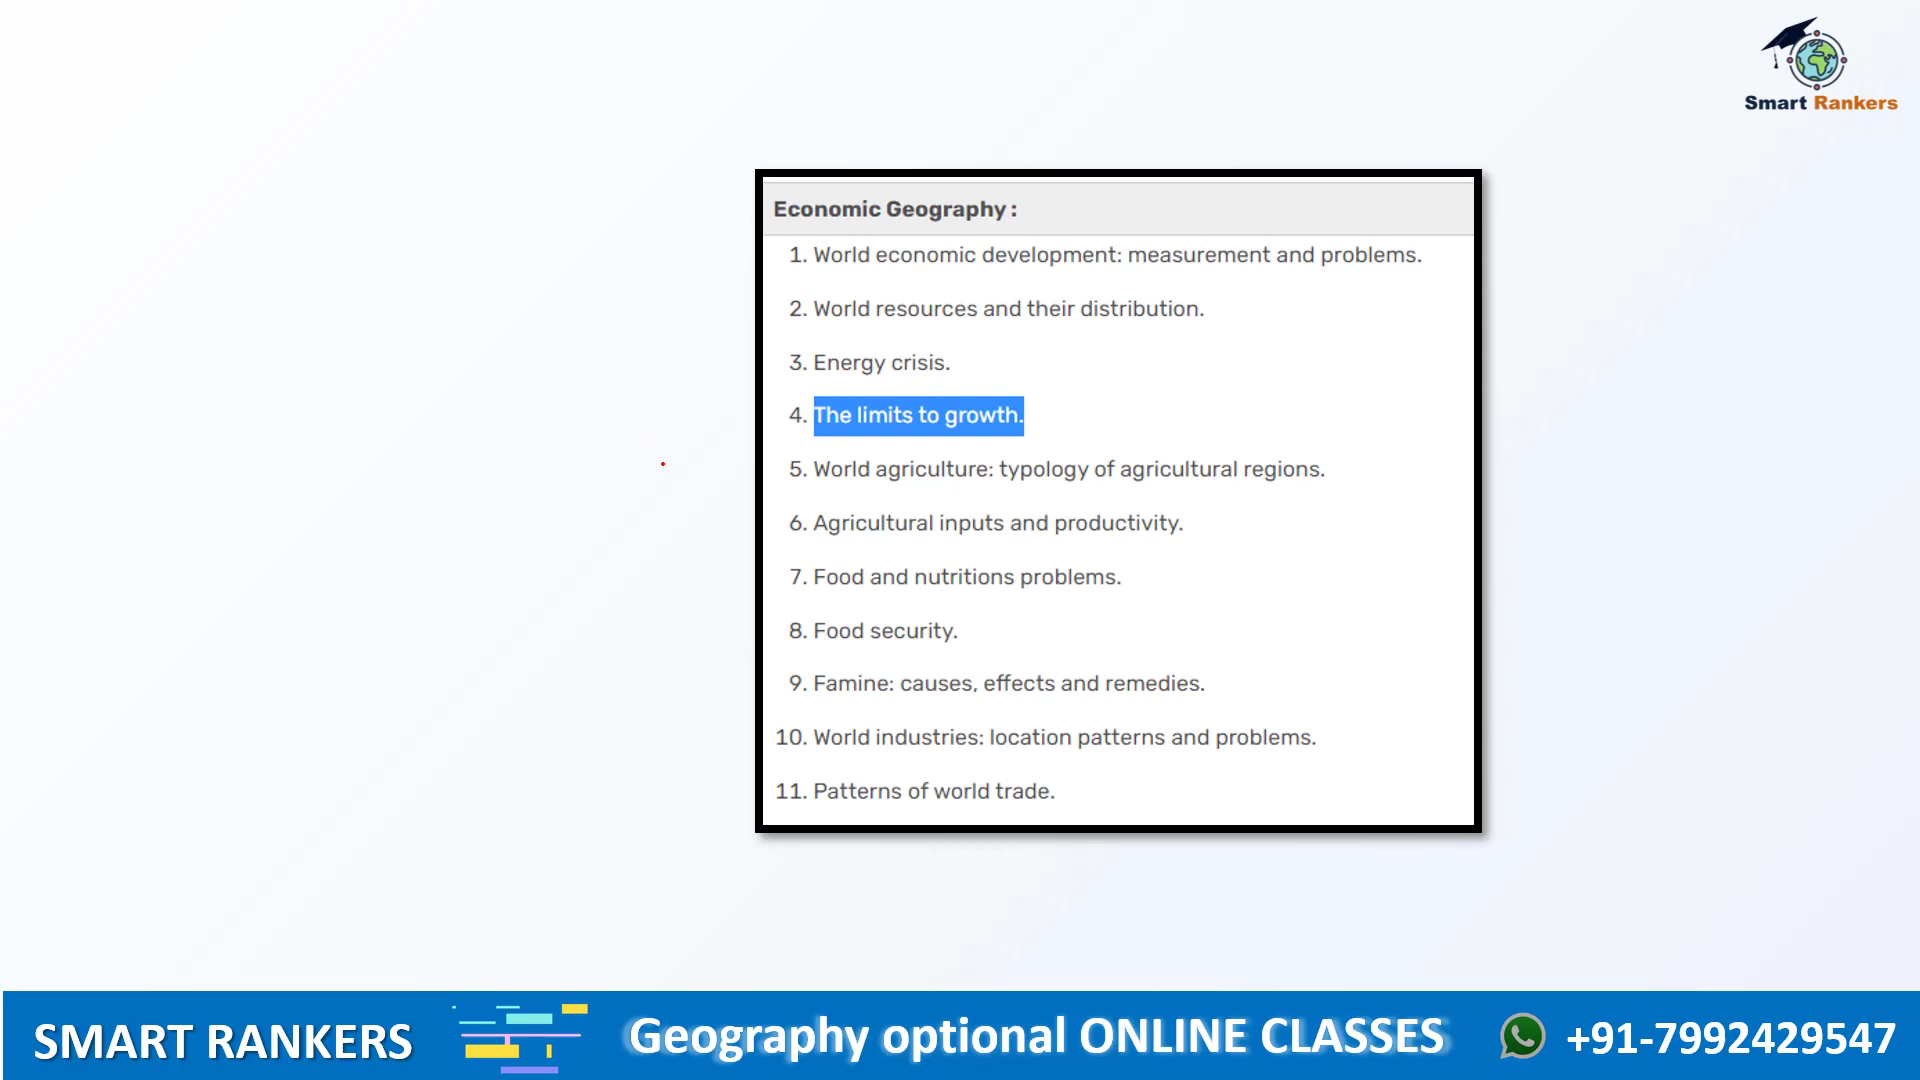 Smart Rankers
Economic Geography :
1. World economic development: measurement and problems.
2. World resources and their distribution.
3. Energy crisis.
4. The limits to growth.
5. World agriculture: typology of agricultural regions.
6. Agricultural inputs and productivity.
7. Food and nutritions problems.
8. Food security.
9. Famine: causes, effects and remedies.
10. World industries: location patterns and problems.
11. Patterns of world trade.
SMART RANKERS
Geography optional ONLINE CLASSES
+91-7992429547